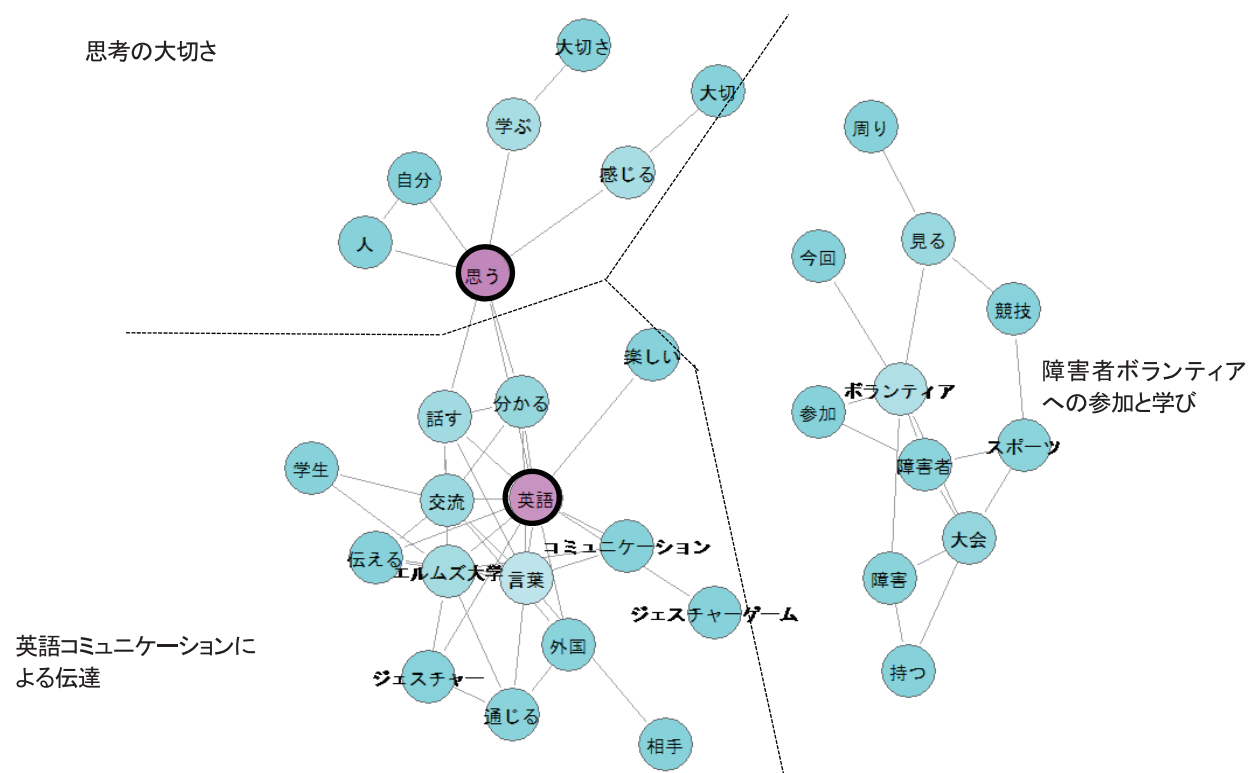 思考の大切さ
大切さ
大切
学ぶ
感じる
自分
人
思う
周り
見る
今回
競技
障害者ボランティア
への参加と学び
ボランティア
参加
スポーツ
障害者
大会
障害
持つ
楽しい
分かる
話す
学生
交流
英語
コミュニケーション
伝える
エルムズ大学
言葉
ジェスチャーゲーム
外国
英語コミュニケーションに
よる伝達
ジェスチャー
通じる
相手